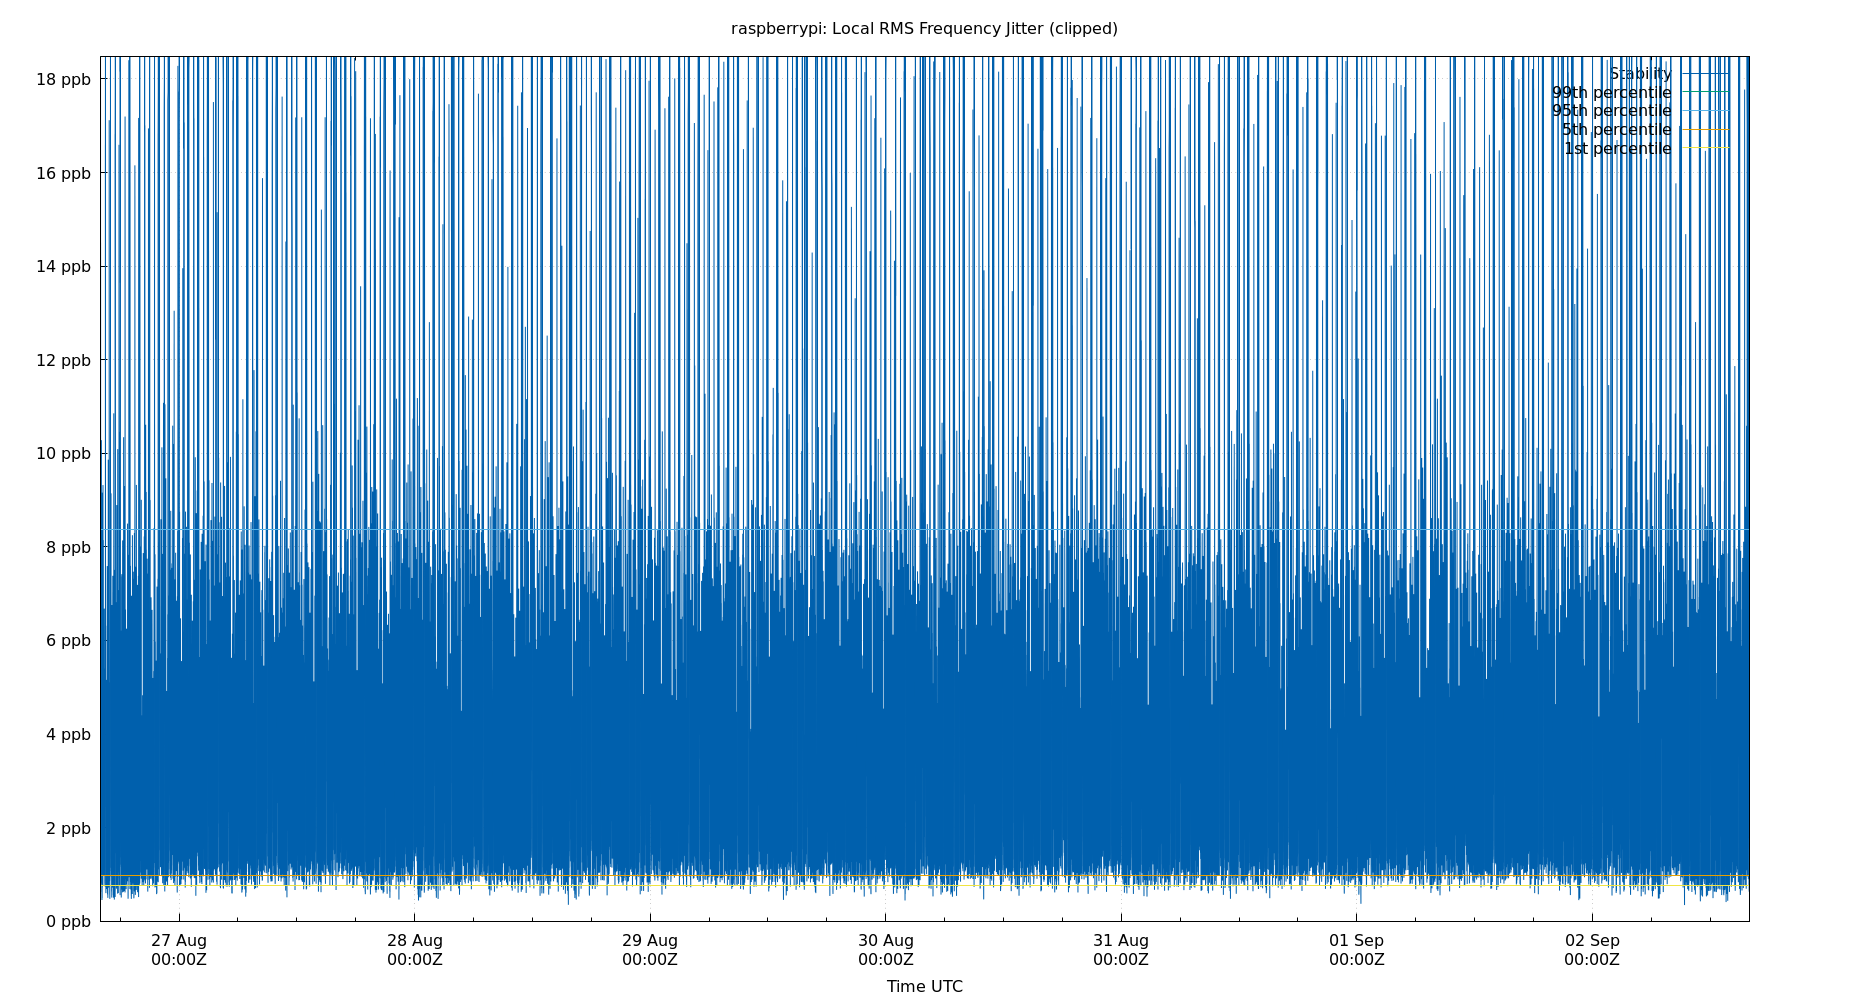 raspberrypi: Local RMS Frequency Jitter (clipped)
18 ppb
16 ppb
14 ppb
12 ppb
10 ppb
8 ppb
6 ppb
4 ppb
2 ppb
0 ppb
Stability
99th percentile
95th percentile
5th percentile
1st percentile
27 Aug 28 Aug 29 Aug 30 Aug 31 Aug 01 Sep 02 Sep
00:00Z 00:00Z 00:00Z 00:00Z 00:00Z 00:00Z 00:00Z
Time UTC